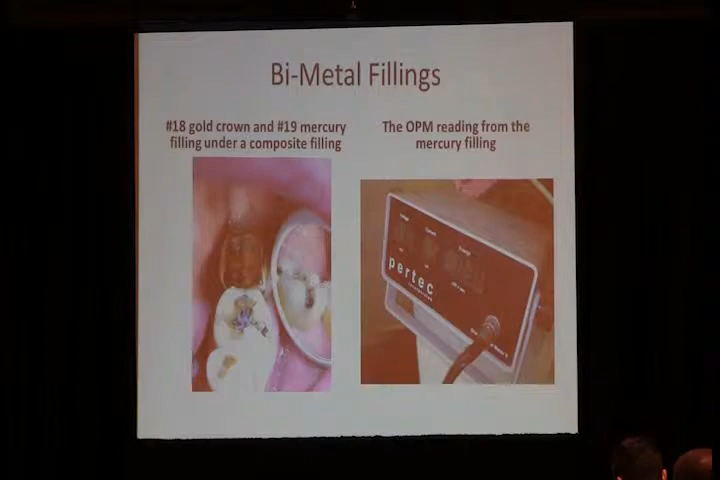 Bi-Metal Fillings
#18 gold crown and #19 mercury
filling under a composite filling
The OPM reading from the
mercury filling
pertec